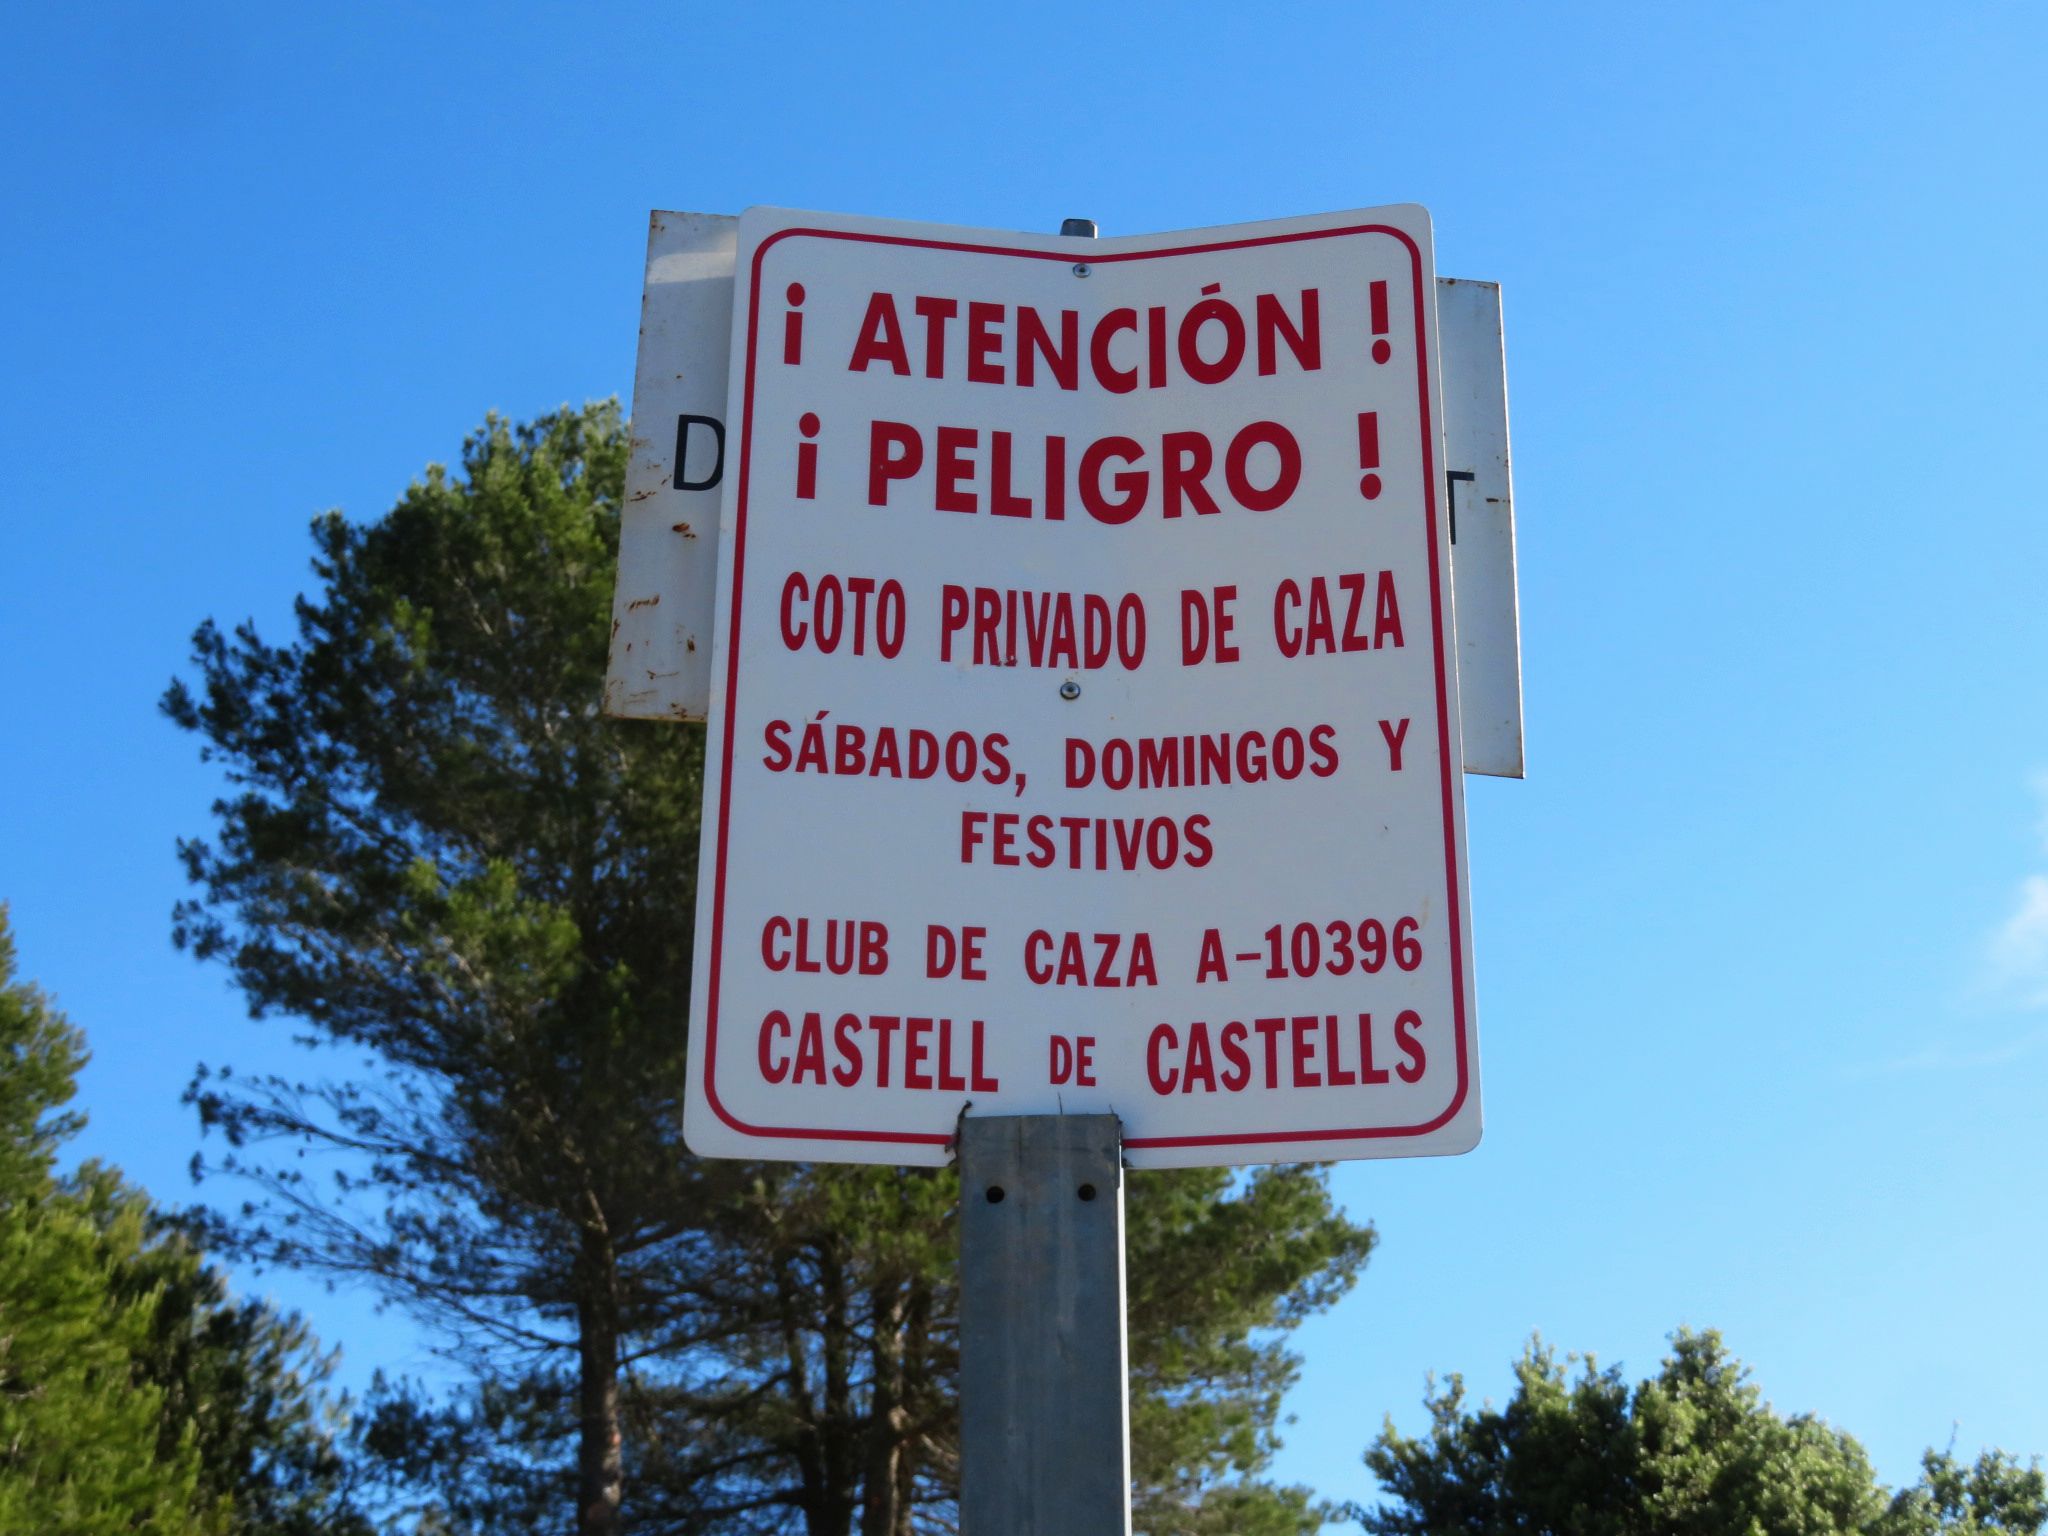 ¡ ATENCIÓN !
¡ PELIGRO !
COTO PRIVADO DE CAZA
SÁBADOS, DOMINGOS Y
FESTIVOS
CLUB DE CAZA A-10396
CASTELL DE CASTELLS